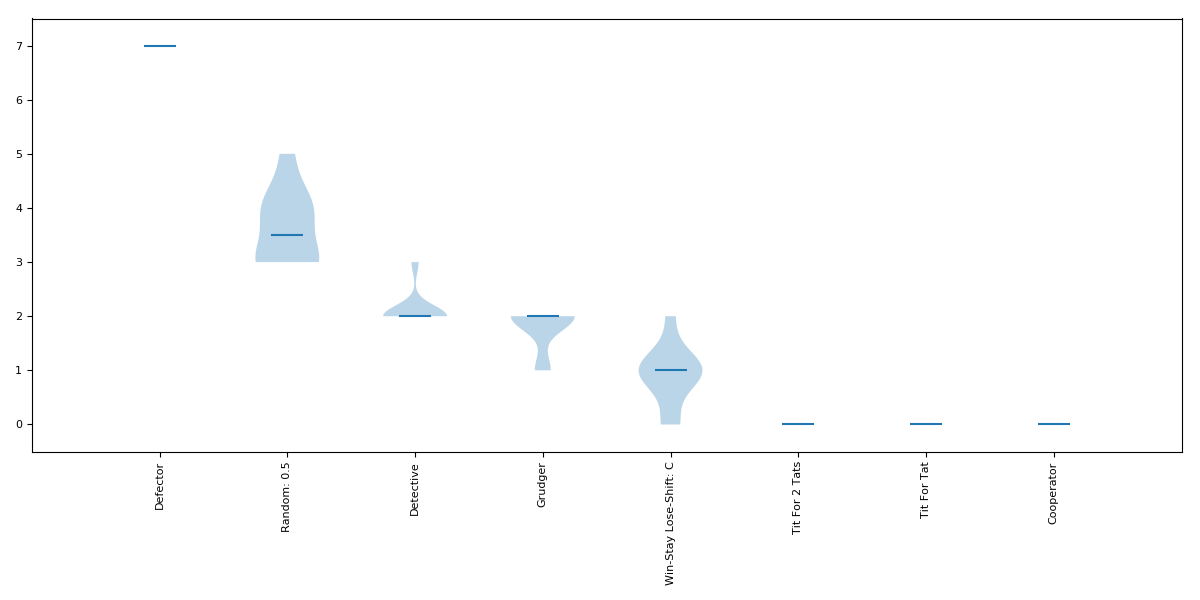 7
6
5
4
3
2
1
0
Defector
Random: 0.5
Detective
Grudger
Win-Stay Lose-Shift: C
Tit For 2 Tats
Tit For Tat
Cooperator